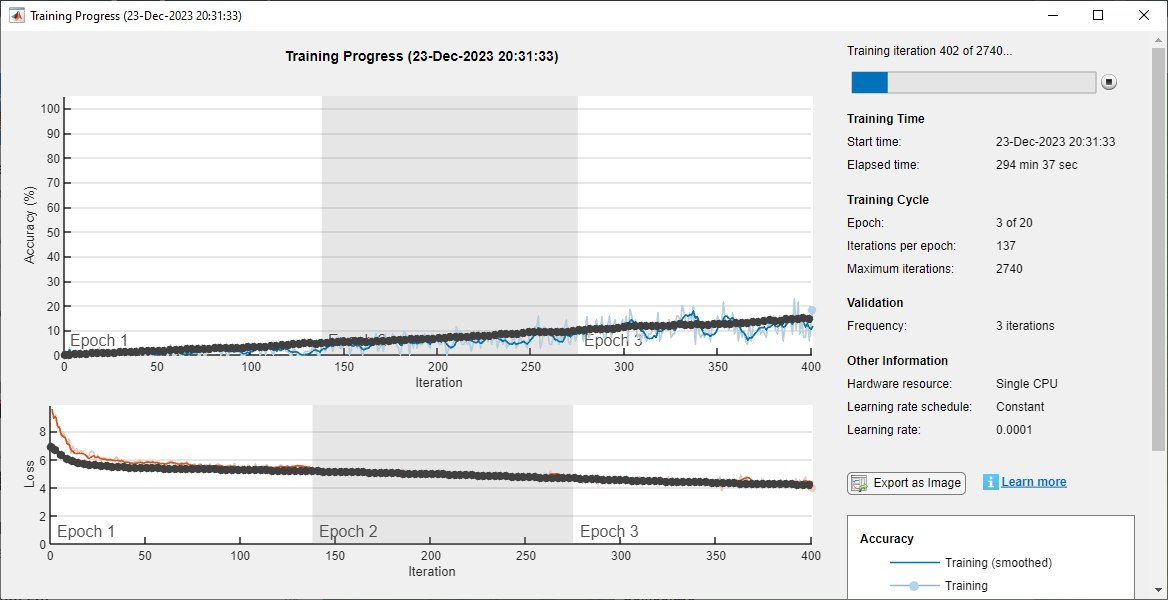 Training Progress (23-Dec-2023 20:31:33)
Training Progress (23-Dec-2023 20:31:33)
Accuracy (%)
100
90
80
70
60
50
40
30
20
10
0
Epoch 1
Epoch 2
Epoch 3
0 50 100 150 200 250 300 350 400
Iteration
Loss
8
6
4
2
0
Epoch 1
Epoch 2
Epoch 3
0 50 100 150 200 250 300 350 400
Iteration
Training iteration 402 of 2740...
Training Time
Start time: 23-Dec-2023 20:31:33
Elapsed time: 294 min 37 sec
Training Cycle
Epoch: 3 of 20
Iterations per epoch: 137
Maximum iterations: 2740
Validation
Frequency: 3 iterations
Other Information
Hardware resource: Single CPU
Learning rate schedule: Constant
Learning rate: 0.0001
Export as Image
Learn more
Accuracy
Training (smoothed)
Training